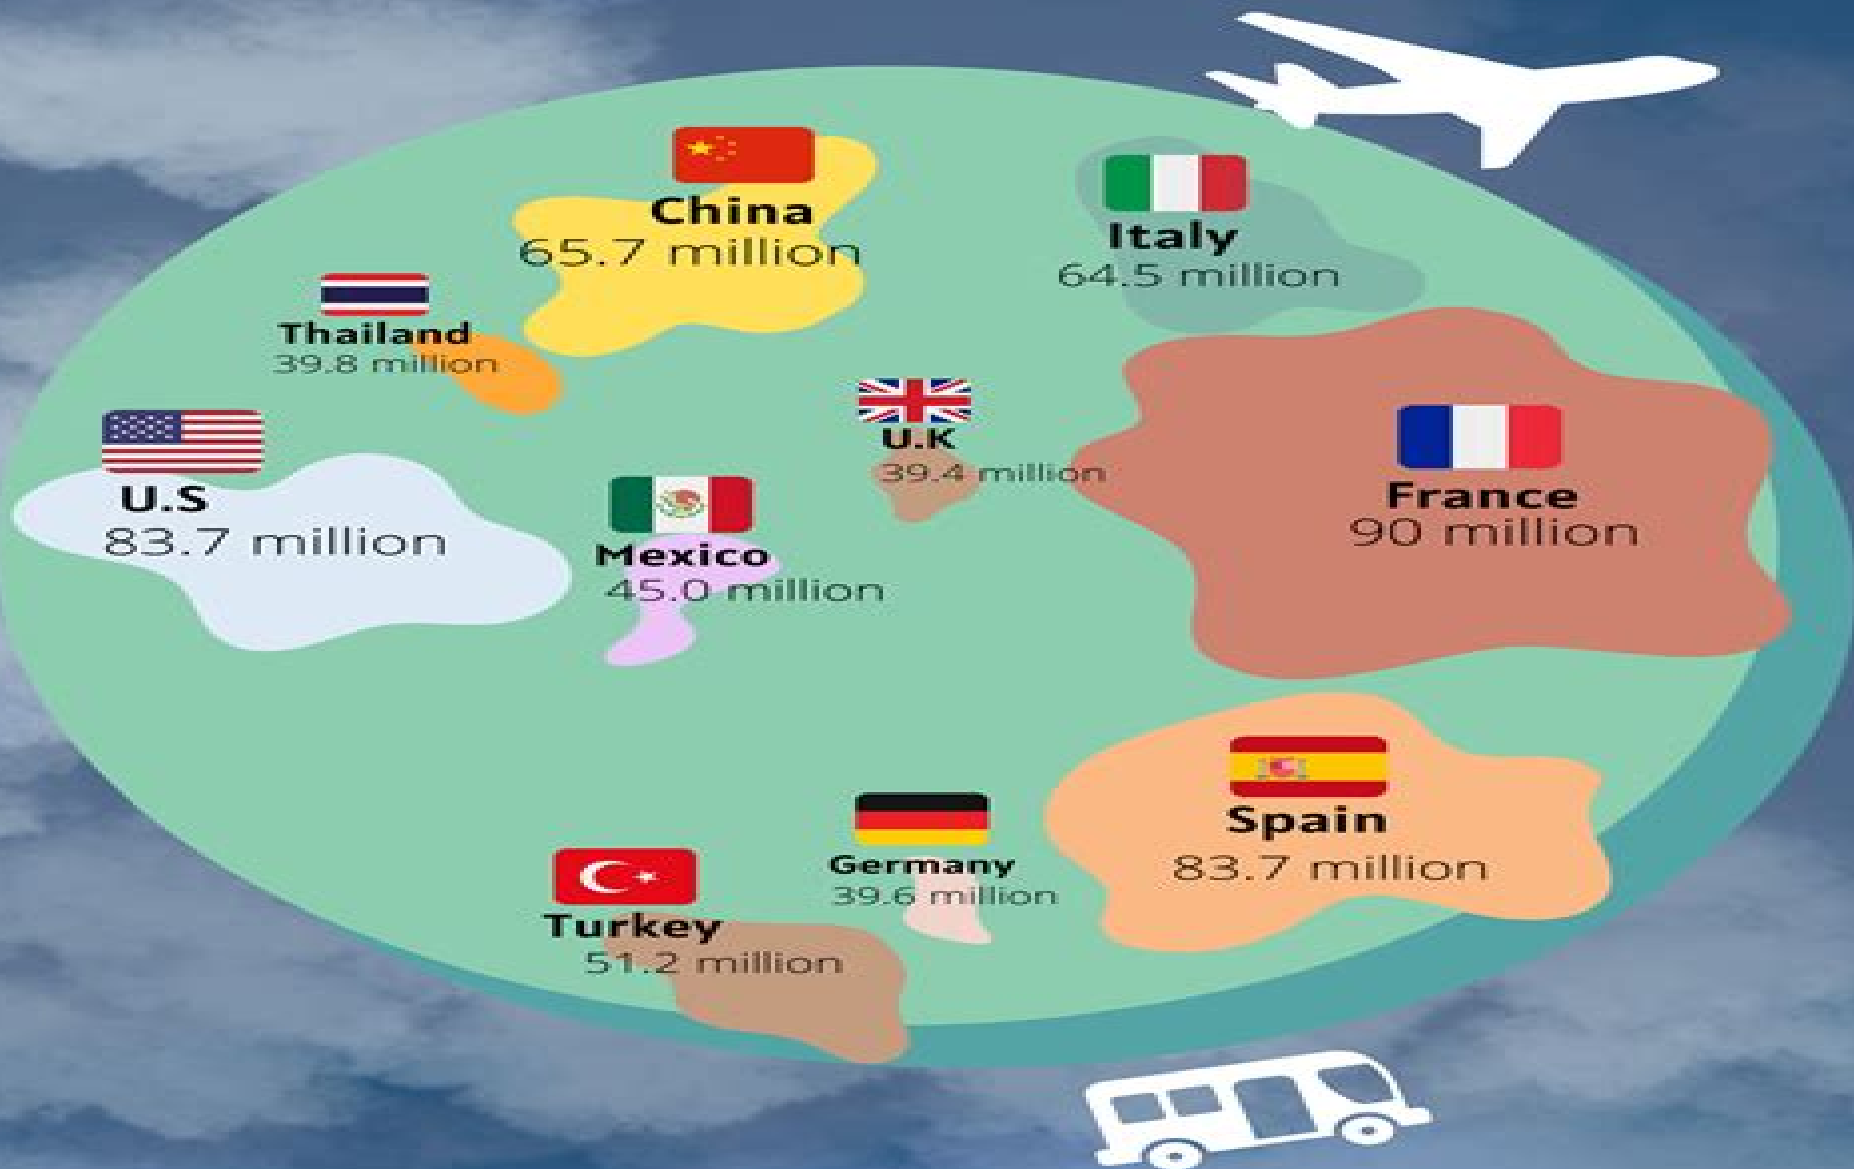 China
65.7 million
Italy
64.5 million
Thailand
39.8 million
U.K
39.4 million
France
90 million
U.S
83.7 million
Mexico
45.0 million
Spain
83.7 million
Germany
39.6 million
Turkey
51.2 million